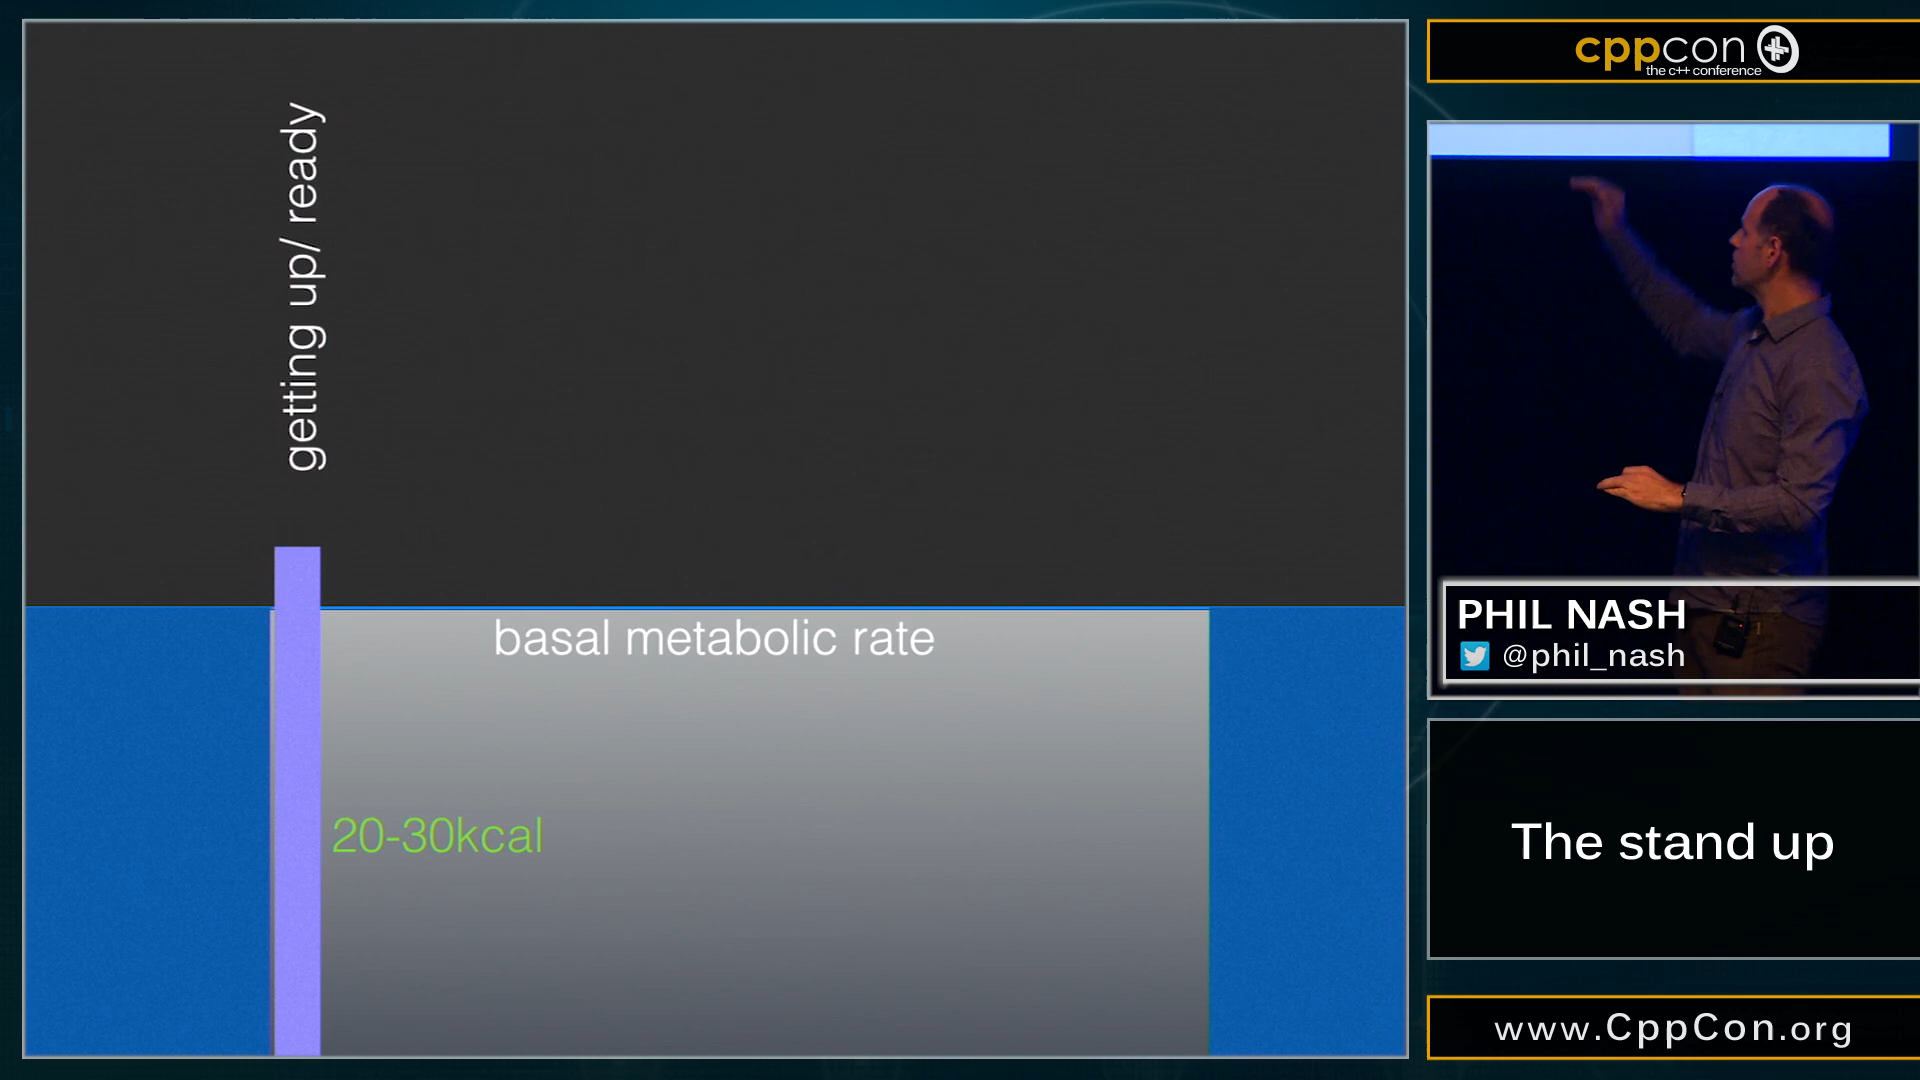 getting up/ ready
basal metabolic rate
20-30kcal
cppcon
the c++ conference
PHIL NASH
@phil_nash
The stand up
www.CppCon.org